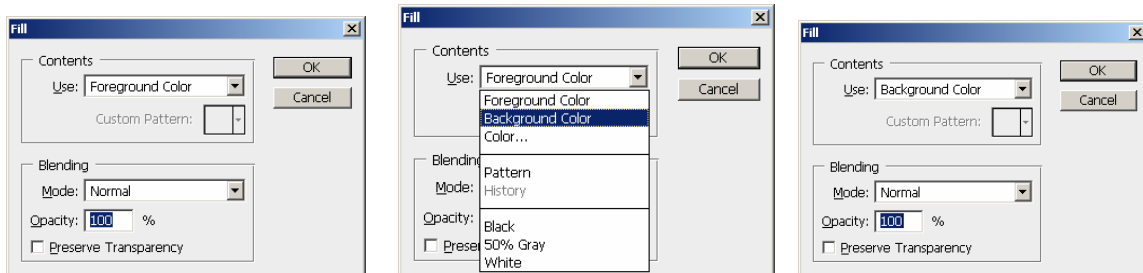 Fill
Contents
Use: Foreground Color
OK
Cancel
Custom Pattern:
Blending
Mode: Normal
Opacity: 100 %
Preserve Transparency
Fill
Contents
Use: Foreground Color
OK
Cancel
Foreground Color
Background Color
Color...
Blending
Pattern
Mode:
History
Opacity:
Black
50% Gray
White
Fill
Contents
Use: Background Color
OK
Cancel
Custom Pattern:
Blending
Mode: Normal
Opacity: 100 %
Preserve Transparency